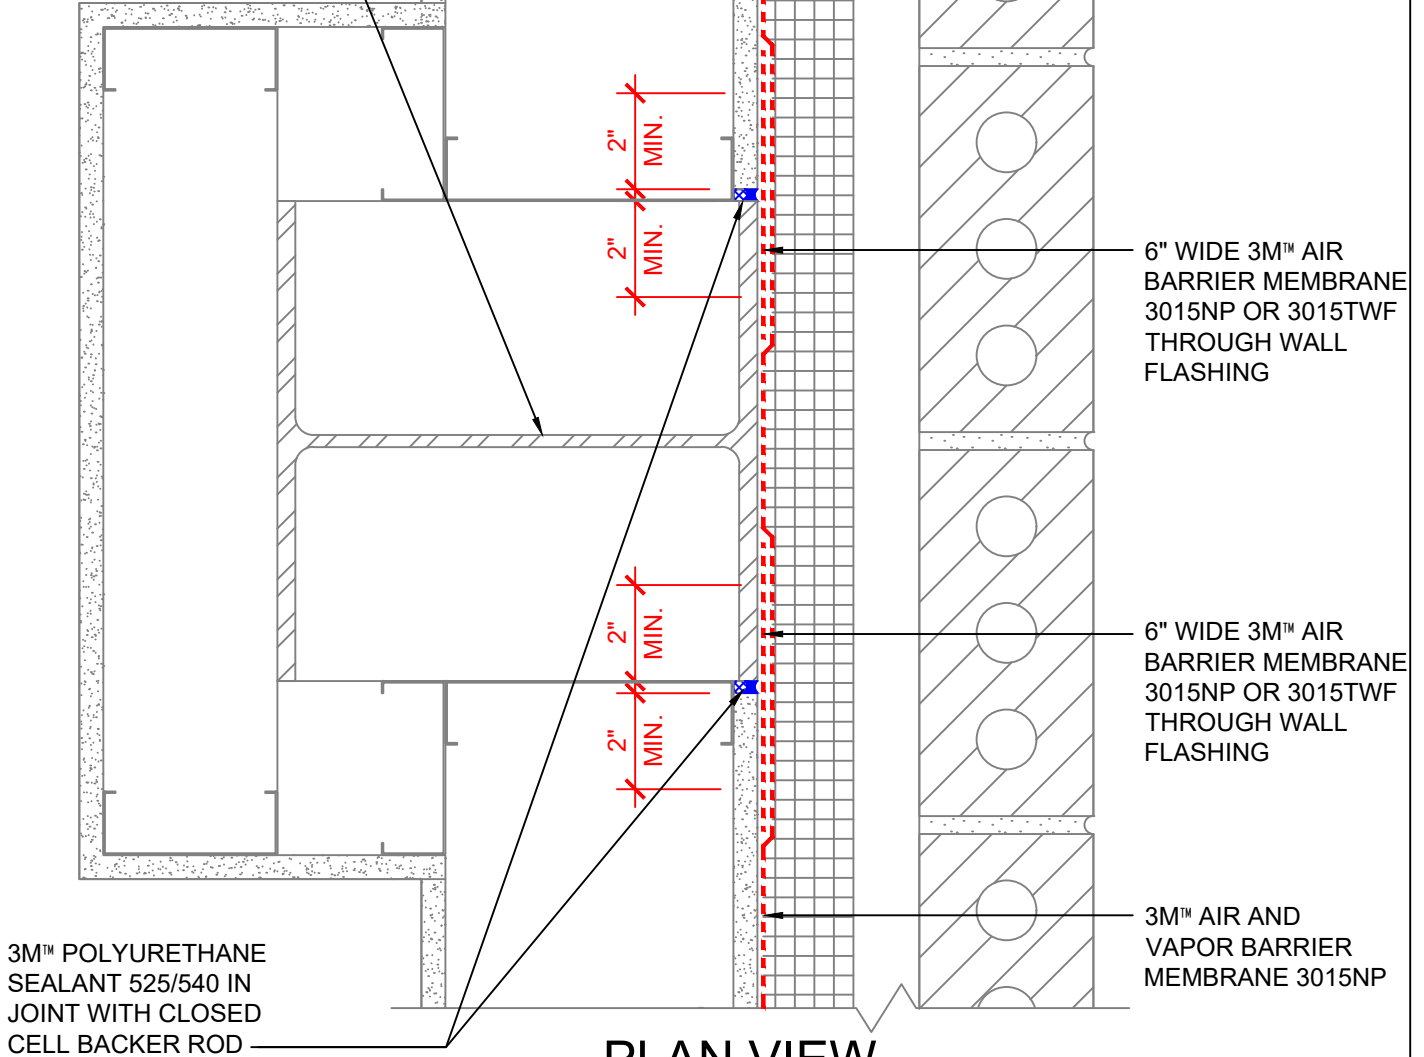 2"
MIN.
2"
MIN.
6" WIDE 3M™ AIR
BARRIER MEMBRANE
3015NP OR 3015TWF
THROUGH WALL
FLASHING
2"
MIN.
2"
MIN.
6" WIDE 3M™ AIR
BARRIER MEMBRANE
3015NP OR 3015TWF
THROUGH WALL
FLASHING
3M™ AIR AND
VAPOR BARRIER
MEMBRANE 3015NP
3M™ POLYURETHANE
SEALANT 525/540 IN
JOINT WITH CLOSED
CELL BACKER ROD
PLAN VIEW